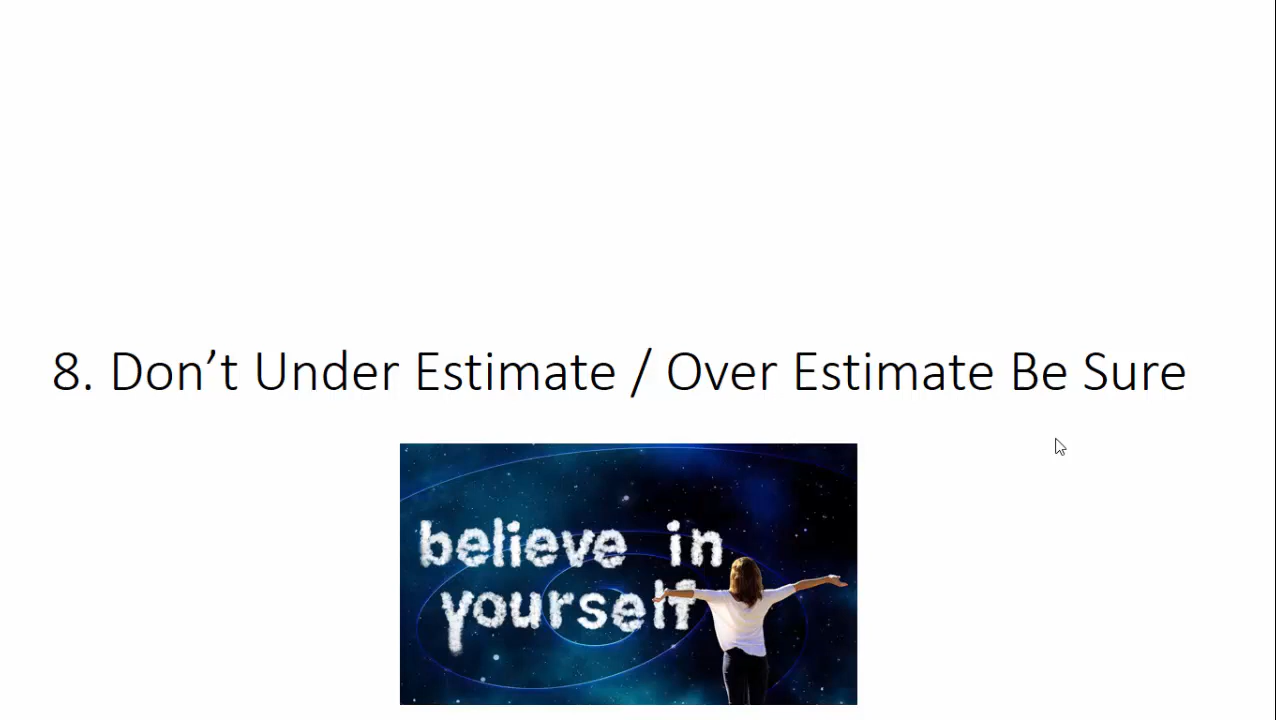 8. Don’t Under Estimate / Over Estimate Be Sure
believe in
yourself